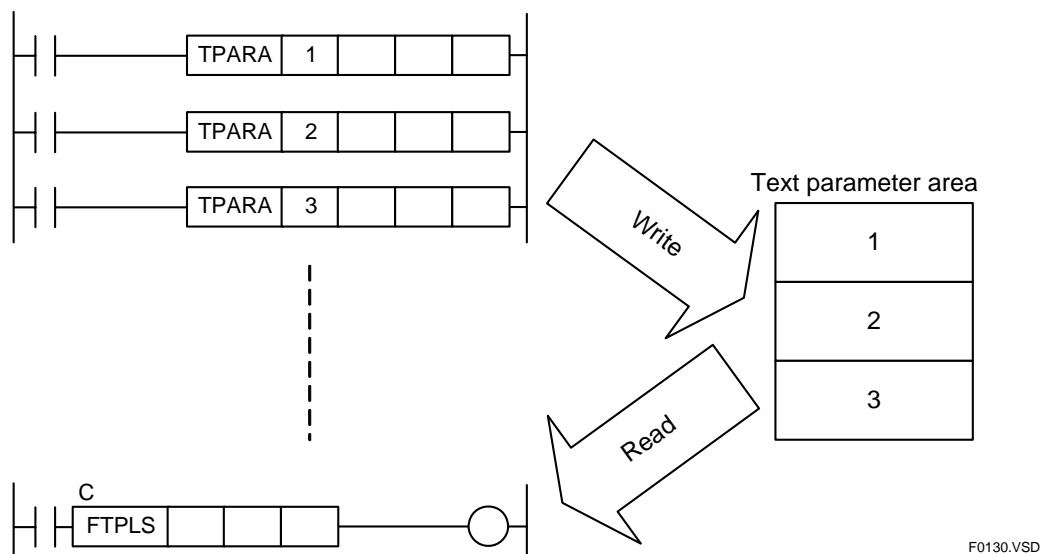 TPARA 1
TPARA 2
TPARA 3
Write
Text parameter area
1
2
3
Read
C
FTPLS
F0130.VSD